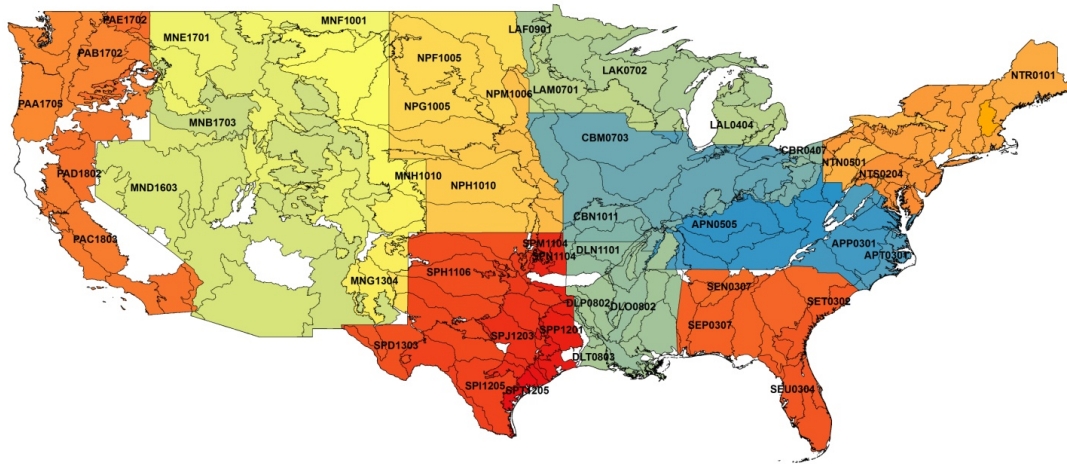 PAE1702
MNE1701
MNF1001
LAF0901
PAB1702
NPF1005
LAK0702
NTR0101
PAA1705
NPG1005
NPM1006
LAM0701
LAL0404
MNB1703
CBM0703
CBR0407
NTN0501
PAD1802
MND1603
MNH1010
NPH1010
NTS0204
PAC1803
CBN1011
APN0505
APP0301
APT0301
SPM1104
SPN1104
DLN1101
SPH1106
MNG1304
SEN0307
SET0302
DLP0802
DLO0802
SEP0307
SPD1303
SPJ1203
SPP1201
DLT0803
SPI1205
SPT1205
SEU0304